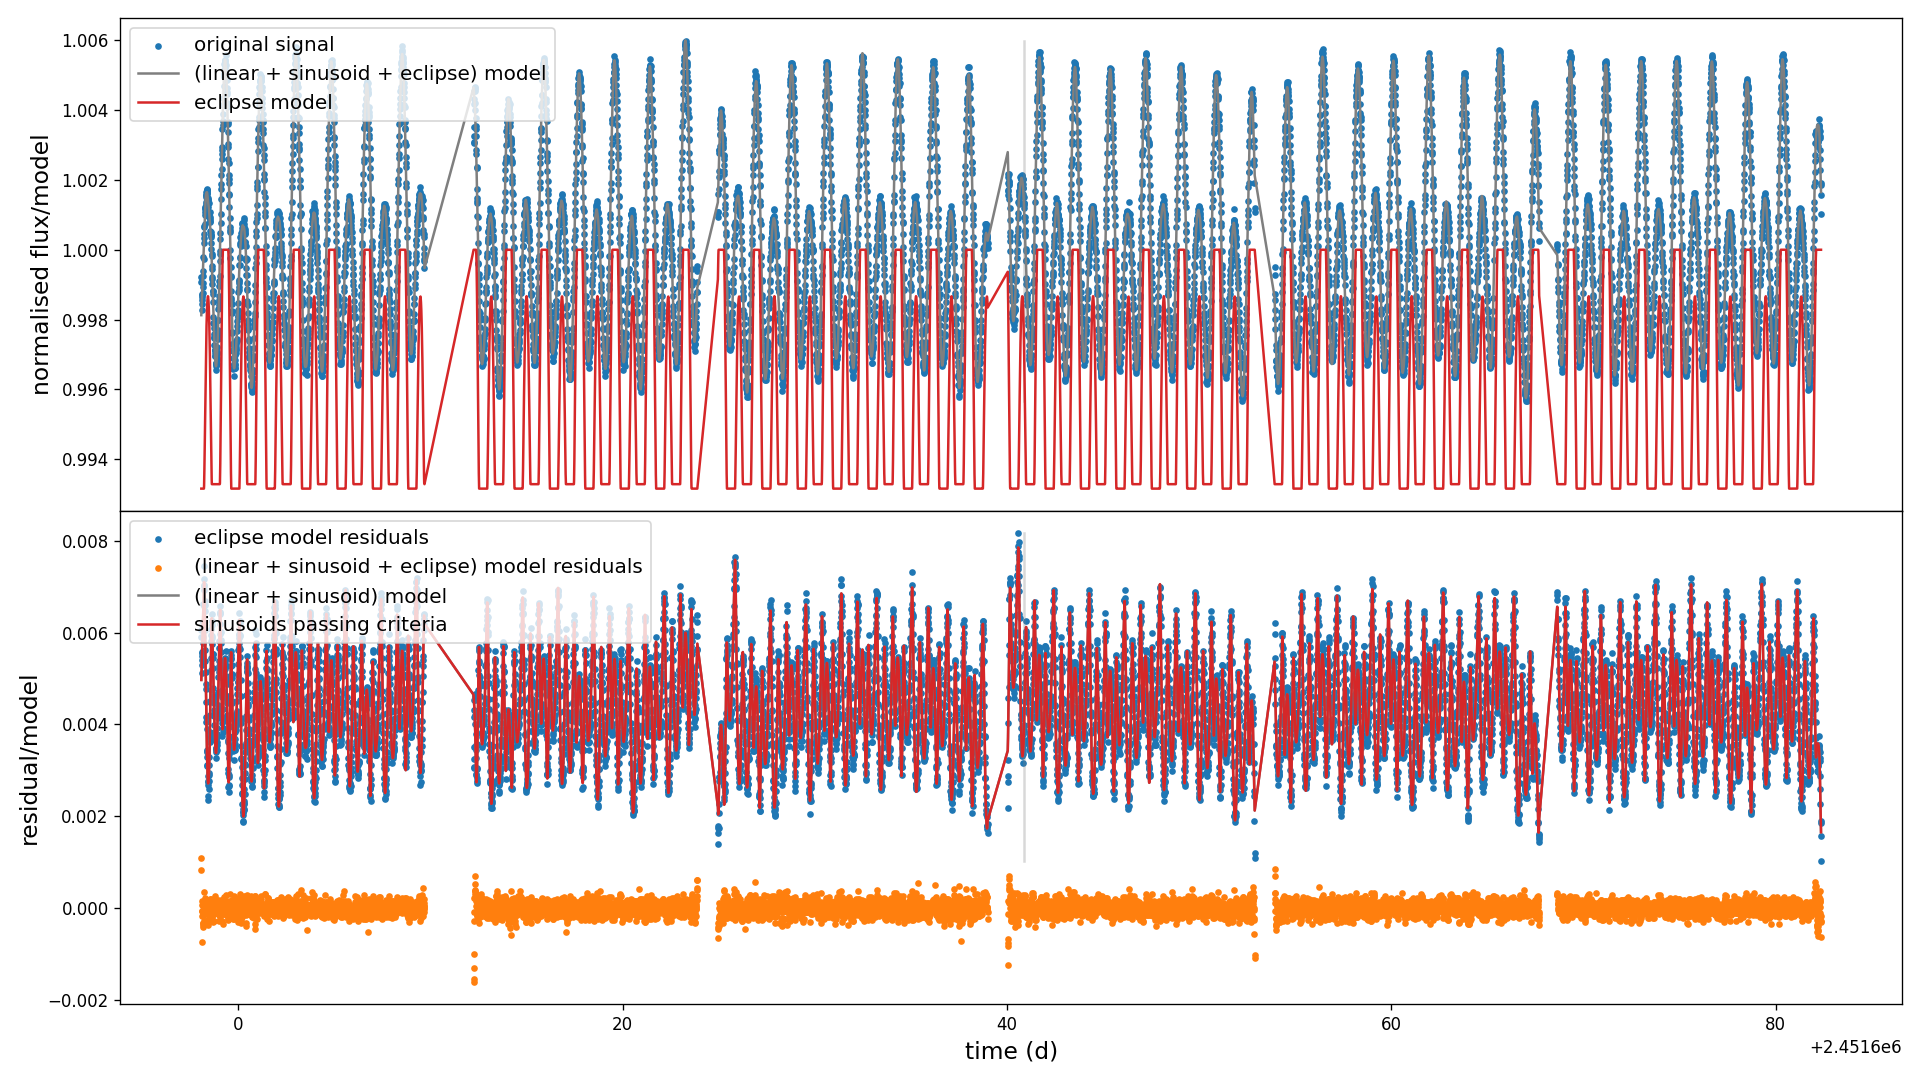 normalised flux/model
1.006
1.004
1.002
1.000
0.998
0.996
0.994
original signal
(linear + sinusoid + eclipse) model
eclipse model
residual/model
0.008
0.006
0.004
0.002
0.000
−0.002
eclipse model residuals
(linear + sinusoid + eclipse) model residuals
(linear + sinusoid) model
sinusoids passing criteria
0
20
40
60
80
time (d)
+2.4516e6